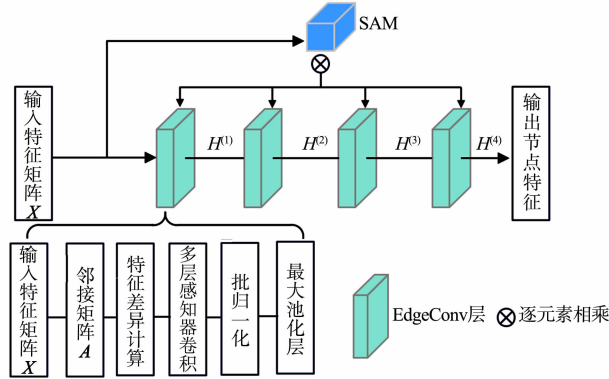 SAM
输入特征矩阵X
H(1)
H(2)
H(3)
H(4)
输出节点特征
输入特征矩阵X
邻接矩阵A
特征差异计算
多层感知器卷积
批归一化
最大池化层
EdgeConv层
⊗逐元素相乘